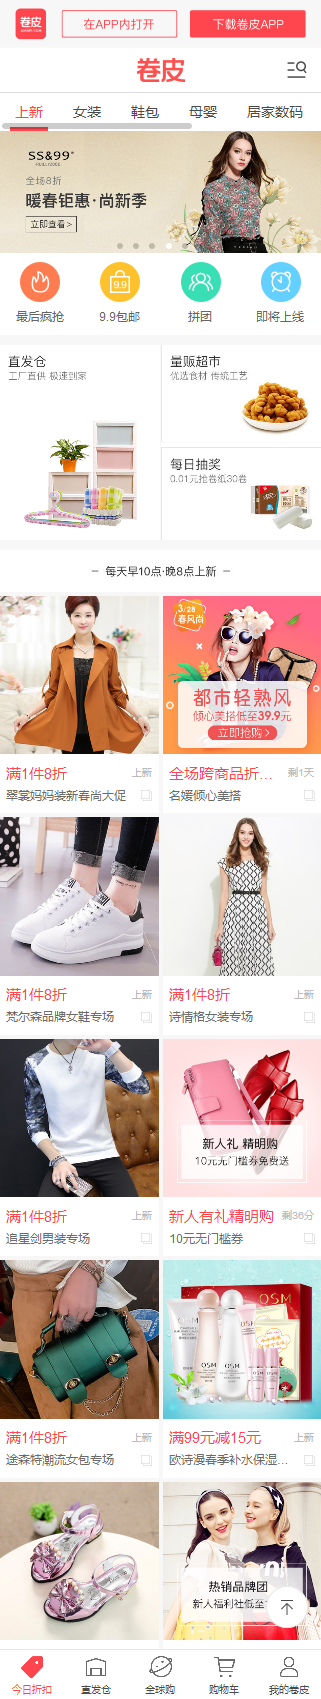 卷皮
JUANPI.COM
在APP内打开
下载卷皮APP
卷皮
上新
女装
鞋包
母婴
居家数码
SS&99°
全场8折
暖春钜惠·尚新季
立即查看>
最后疯抢
9.9
9.9包邮
拼团
即将上线
直发仓
工厂直供 极速到家
量贩超市
优选食材 传统工艺
每日抽奖
0.01元抢卷纸30卷
每天早10点·晚8点上新
满1件8折
上新
翠裳妈妈装新春尚大促
3/28
春风尚
都市轻熟风
倾心美搭低至39.9元
立即抢购>
全场跨商品折...
剩1天
名媛倾心美搭
满1件8折
上新
梵尔森品牌女鞋专场
满1件8折
上新
诗情格女装专场
满1件8折
上新
追星剑男装专场
新人礼 精明购
10元无门槛券免费送
新人有礼精明购
剩36分
10元无门槛券
满1件8折
上新
途森特潮流女包专场
OSM
OSM
OSM
满99元减15元
上新
欧诗漫春季补水保湿...
热销品牌团
新人福利社低至
今日折扣
直发仓
全球购
购物车
我的卷皮